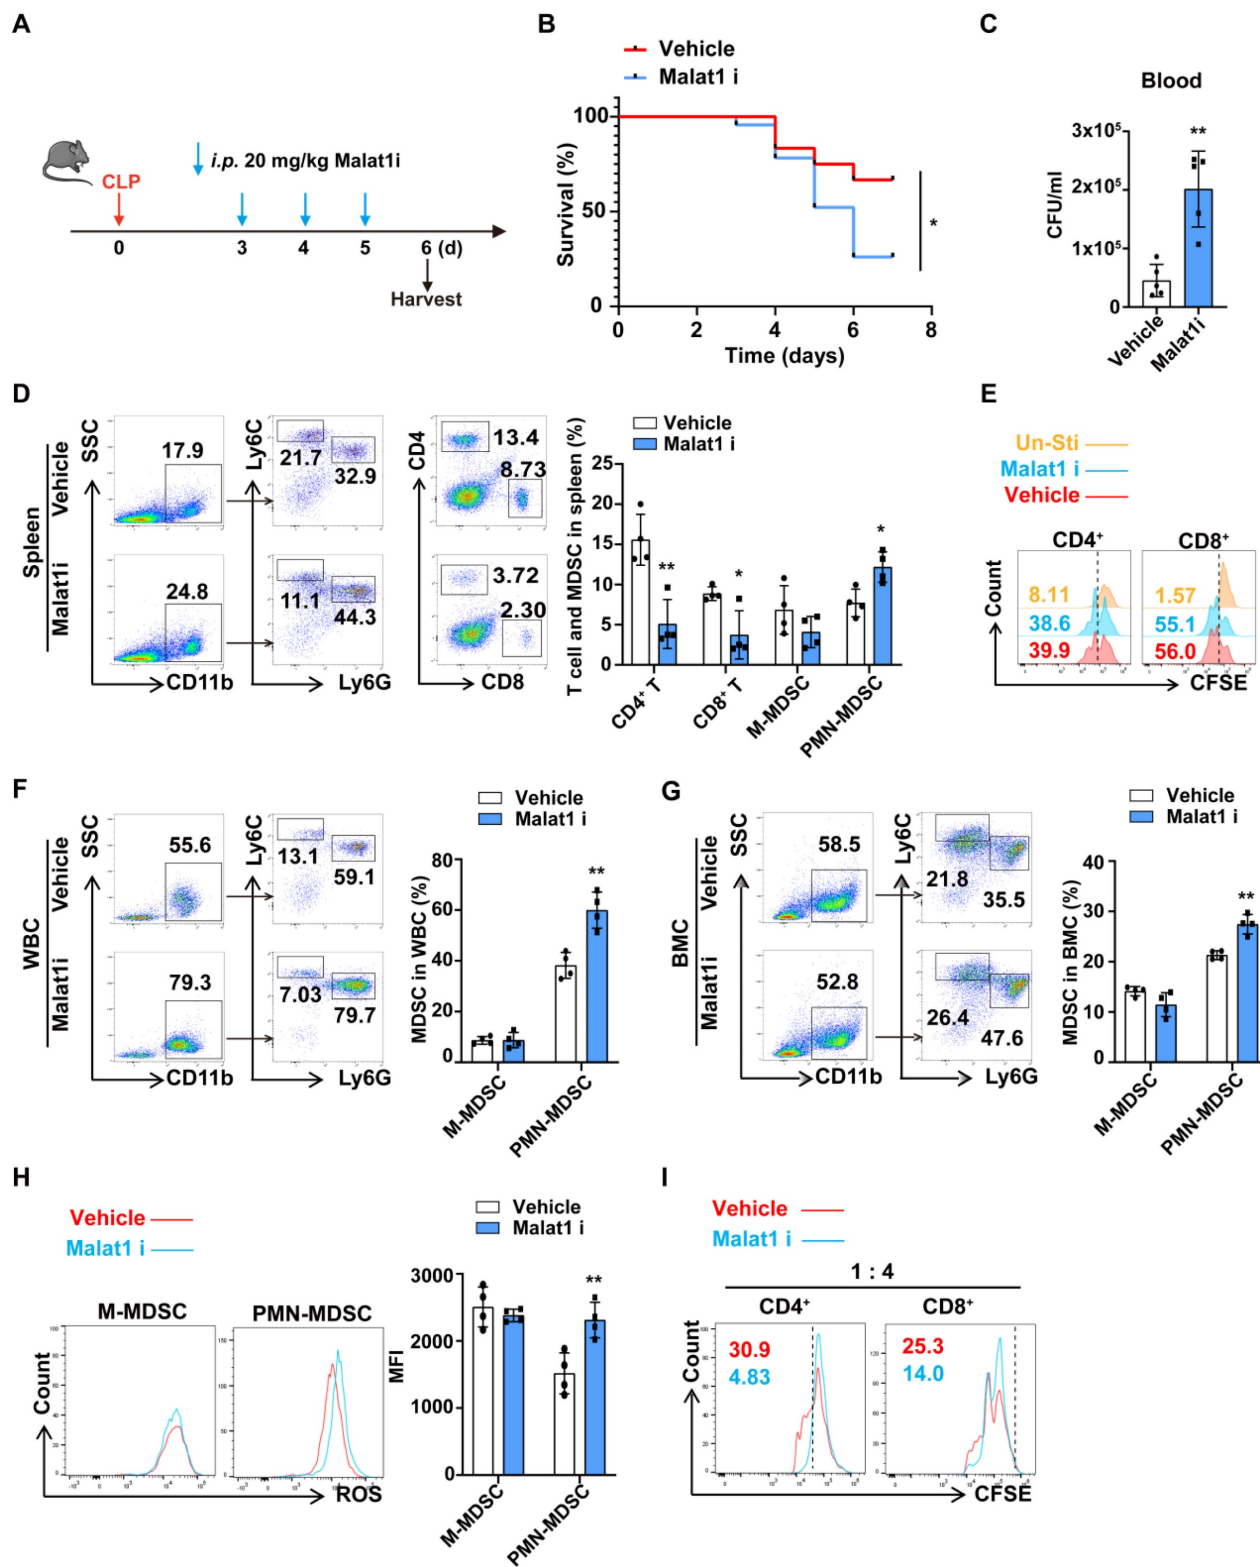 A
i.p. 20 mg/kg Malat1i
CLP
0 3 4 5 6 (d)
Harvest
B
Vehicle
Malat1 i
Survival (%)
100
50
0
0 2 4 6 8
Time (days)
*
C
Blood
CFU/ml
3x10⁵
2x10⁵
1x10⁵
0
**
Vehicle
Malat1i
D
Spleen
Vehicle
Malat1i
SSC
17.9
24.8
CD11b
Ly6C
21.7
32.9
11.1
44.3
Ly6G
CD4
13.4
8.73
3.72
2.30
CD8
Vehicle
Malat1 i
T cell and MDSC in spleen (%)
25
20
15
10
5
0
** * *
CD4⁺ T
CD8⁺ T
M-MDSC
PMN-MDSC
E
Un-Sti
Malat1 i
Vehicle
CD4⁺ CD8⁺
Count
8.11 1.57
38.6 55.1
39.9 56.0
CFSE
F
WBC
Vehicle
Malat1i
SSC
55.6
79.3
CD11b
Ly6C
13.1
59.1
7.03
79.7
Ly6G
Vehicle
Malat1 i
MDSC in WBC (%)
80
60
40
20
0
**
M-MDSC
PMN-MDSC
G
BMC
Vehicle
Malat1i
SSC
58.5
52.8
CD11b
Ly6C
21.8
35.5
26.4
47.6
Ly6G
Vehicle
Malat1 i
MDSC in BMC (%)
40
30
20
10
0
**
M-MDSC
PMN-MDSC
H
Vehicle
Malat1 i
M-MDSC PMN-MDSC
Count
ROS
Vehicle
Malat1 i
MFI
3000
2000
1000
0
**
M-MDSC
PMN-MDSC
I
Vehicle
Malat1 i
1 : 4
CD4⁺ CD8⁺
Count
30.9 25.3
4.83 14.0
CFSE